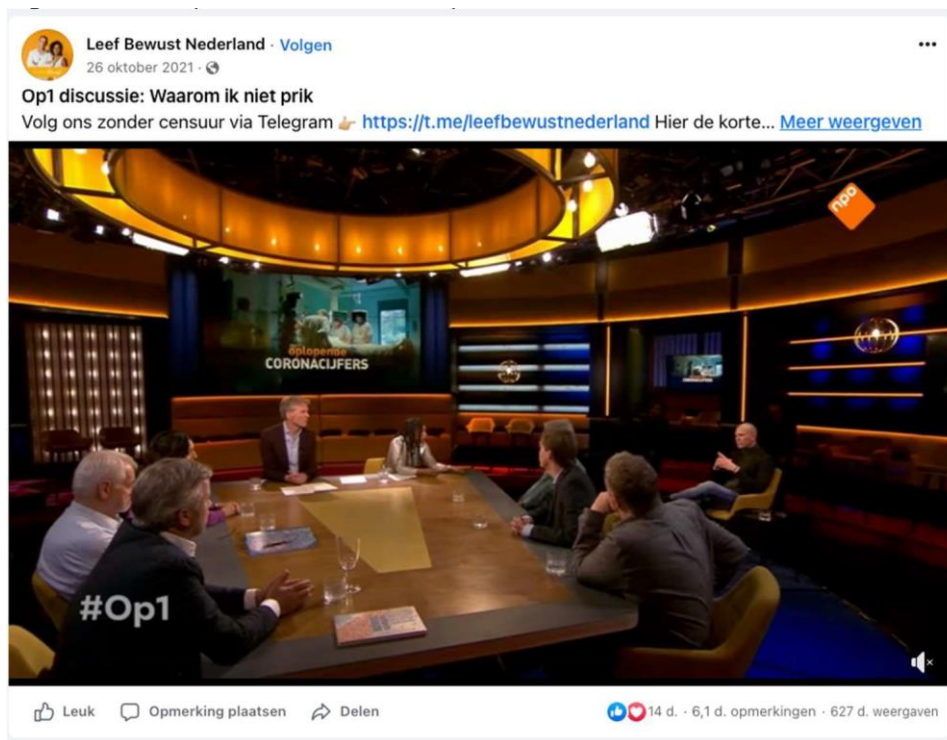 Leef Bewust Nederland · Volgen
26 oktober 2021 ·
Op1 discussie: Waarom ik niet prik
Volg ons zonder censuur via Telegram 👉🏼 https://t.me/leefbewustnederland Hier de korte... Meer weergeven
npo
oplopende
CORONACIJFERS
#Op1
Leuk Opmerking plaatsen Delen 14 d. · 6,1 d. opmerkingen · 627 d. weergaven